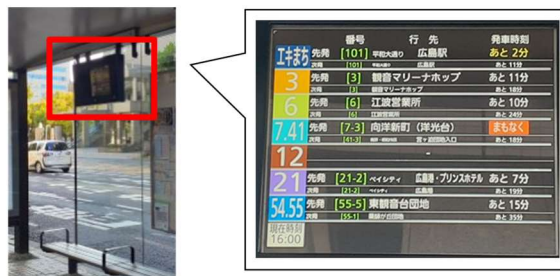 番号 行先 発車時刻
エキまち 先発 [101] 平和大通り 広島駅 あと 2分
次発 [101] 平和大通り 広島駅 あと 11分
3 先発 [3] 観音マリーナホップ あと 11分
次発 [3] 観音マリーナホップ あと 18分
6 先発 [6] 江波営業所 あと 10分
次発 [6] 江波営業所 あと 24分
7.41 先発 [7-3] 向洋新町（洋光台） まもなく
次発 [41-3] あと 18分
12 -
21 先発 [21-2] ベイシティ 広島港・プリンスホテル あと 7分
次発 [21-2] ベイシティ 広島港 あと 19分
54.55 先発 [55-5] 東観音台団地 あと 15分
次発 [55-1] あと 35分
現在時刻
16:00